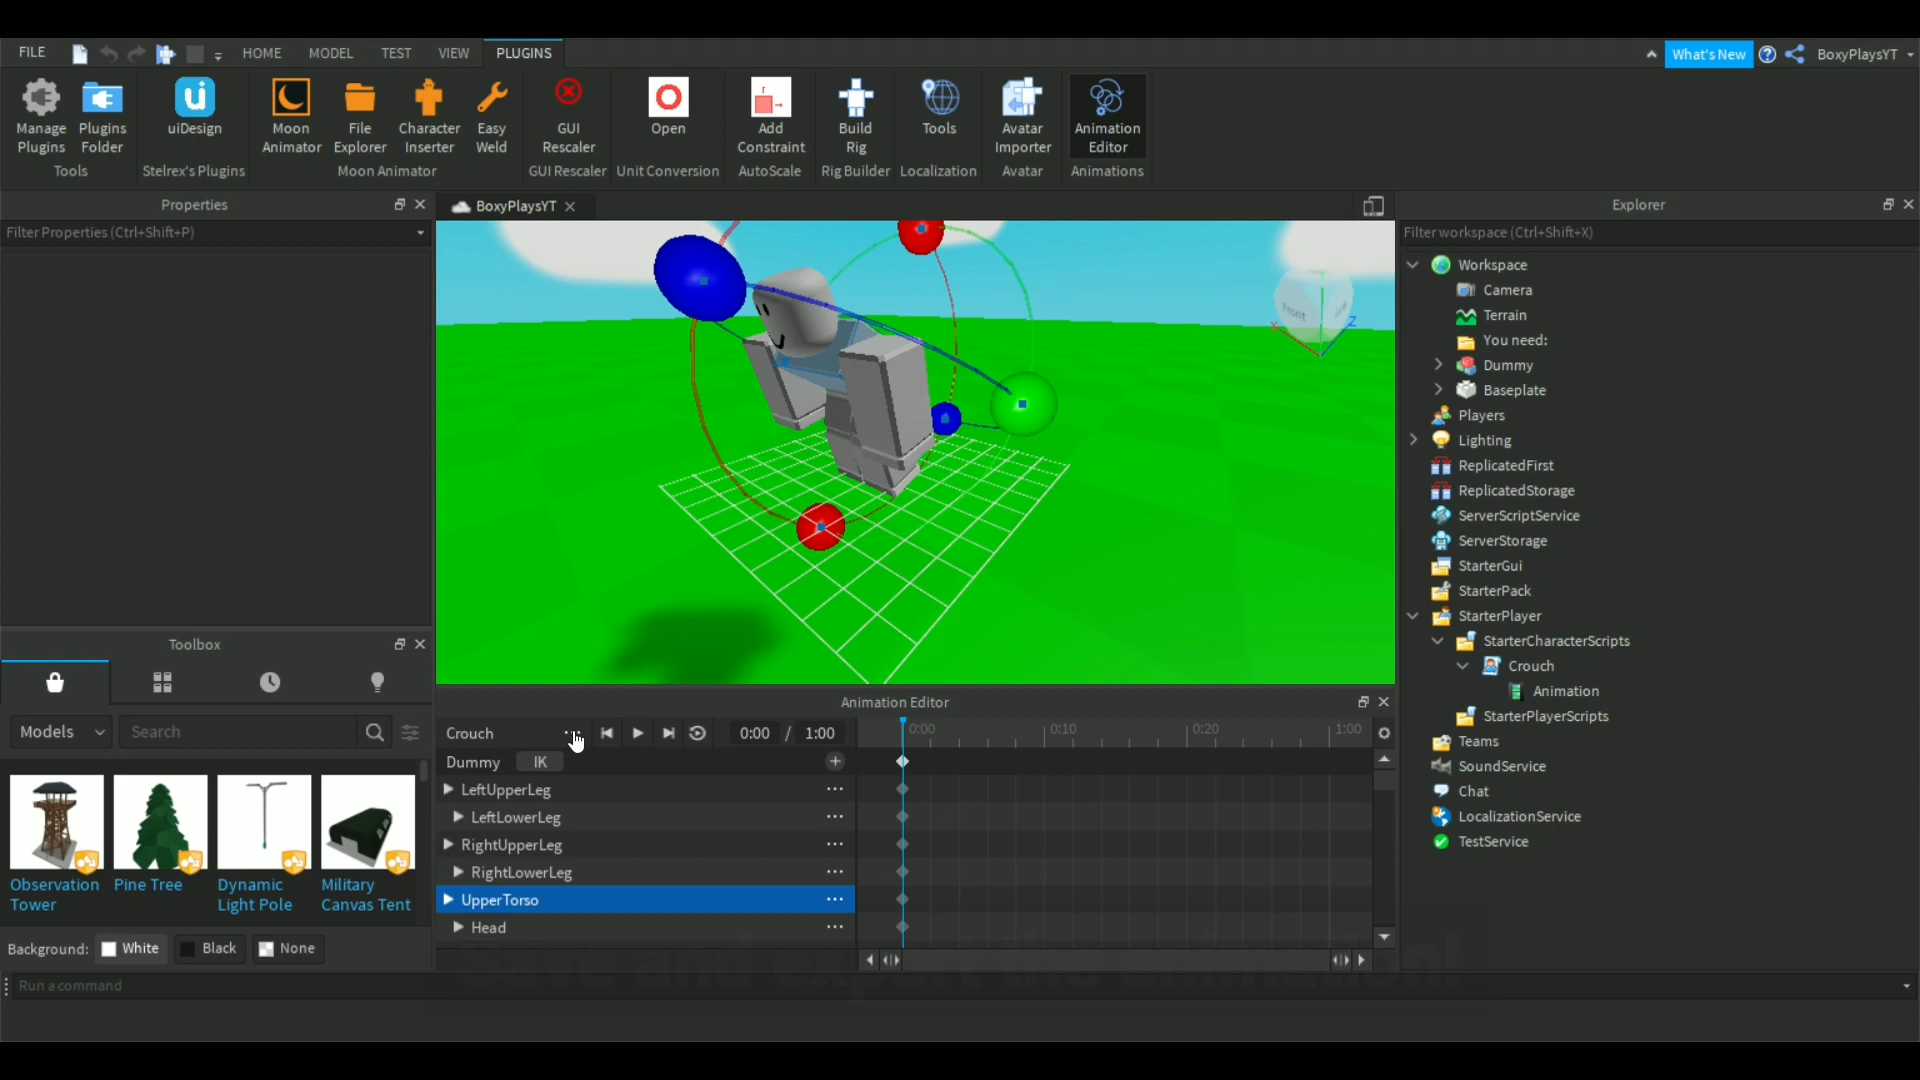 FILE HOME MODEL TEST VIEW PLUGINS What's New BoxyPlaysYT
Manage Plugins
Plugins Folder
uiDesign
Moon Animator
File Explorer
Character Inserter
Easy Weld
GUI Rescaler
Open
Add Constraint
Build Rig
Tools
Avatar Importer
Animation Editor
Tools Stelrex's Plugins Moon Animator GUI Rescaler Unit Conversion AutoScale Rig Builder Localization Avatar Animations
Properties
Filter Properties (Ctrl+Shift+P)
BoxyPlaysYT
Front
X Y Z
Toolbox
Models Search
Observation Tower
Pine Tree
Dynamic Light Pole
Military Canvas Tent
Background: White Black None
Animation Editor
Crouch 0:00 / 1:00
0:00 0:10 0:20 1:00
Dummy IK
LeftUpperLeg
LeftLowerLeg
RightUpperLeg
RightLowerLeg
UpperTorso
Head
Save and export the animation!
Run a command
Explorer
Filter workspace (Ctrl+Shift+X)
Workspace
Camera
Terrain
You need:
Dummy
Baseplate
Players
Lighting
ReplicatedFirst
ReplicatedStorage
ServerScriptService
ServerStorage
StarterGui
StarterPack
StarterPlayer
StarterCharacterScripts
Crouch
Animation
StarterPlayerScripts
Teams
SoundService
Chat
LocalizationService
TestService